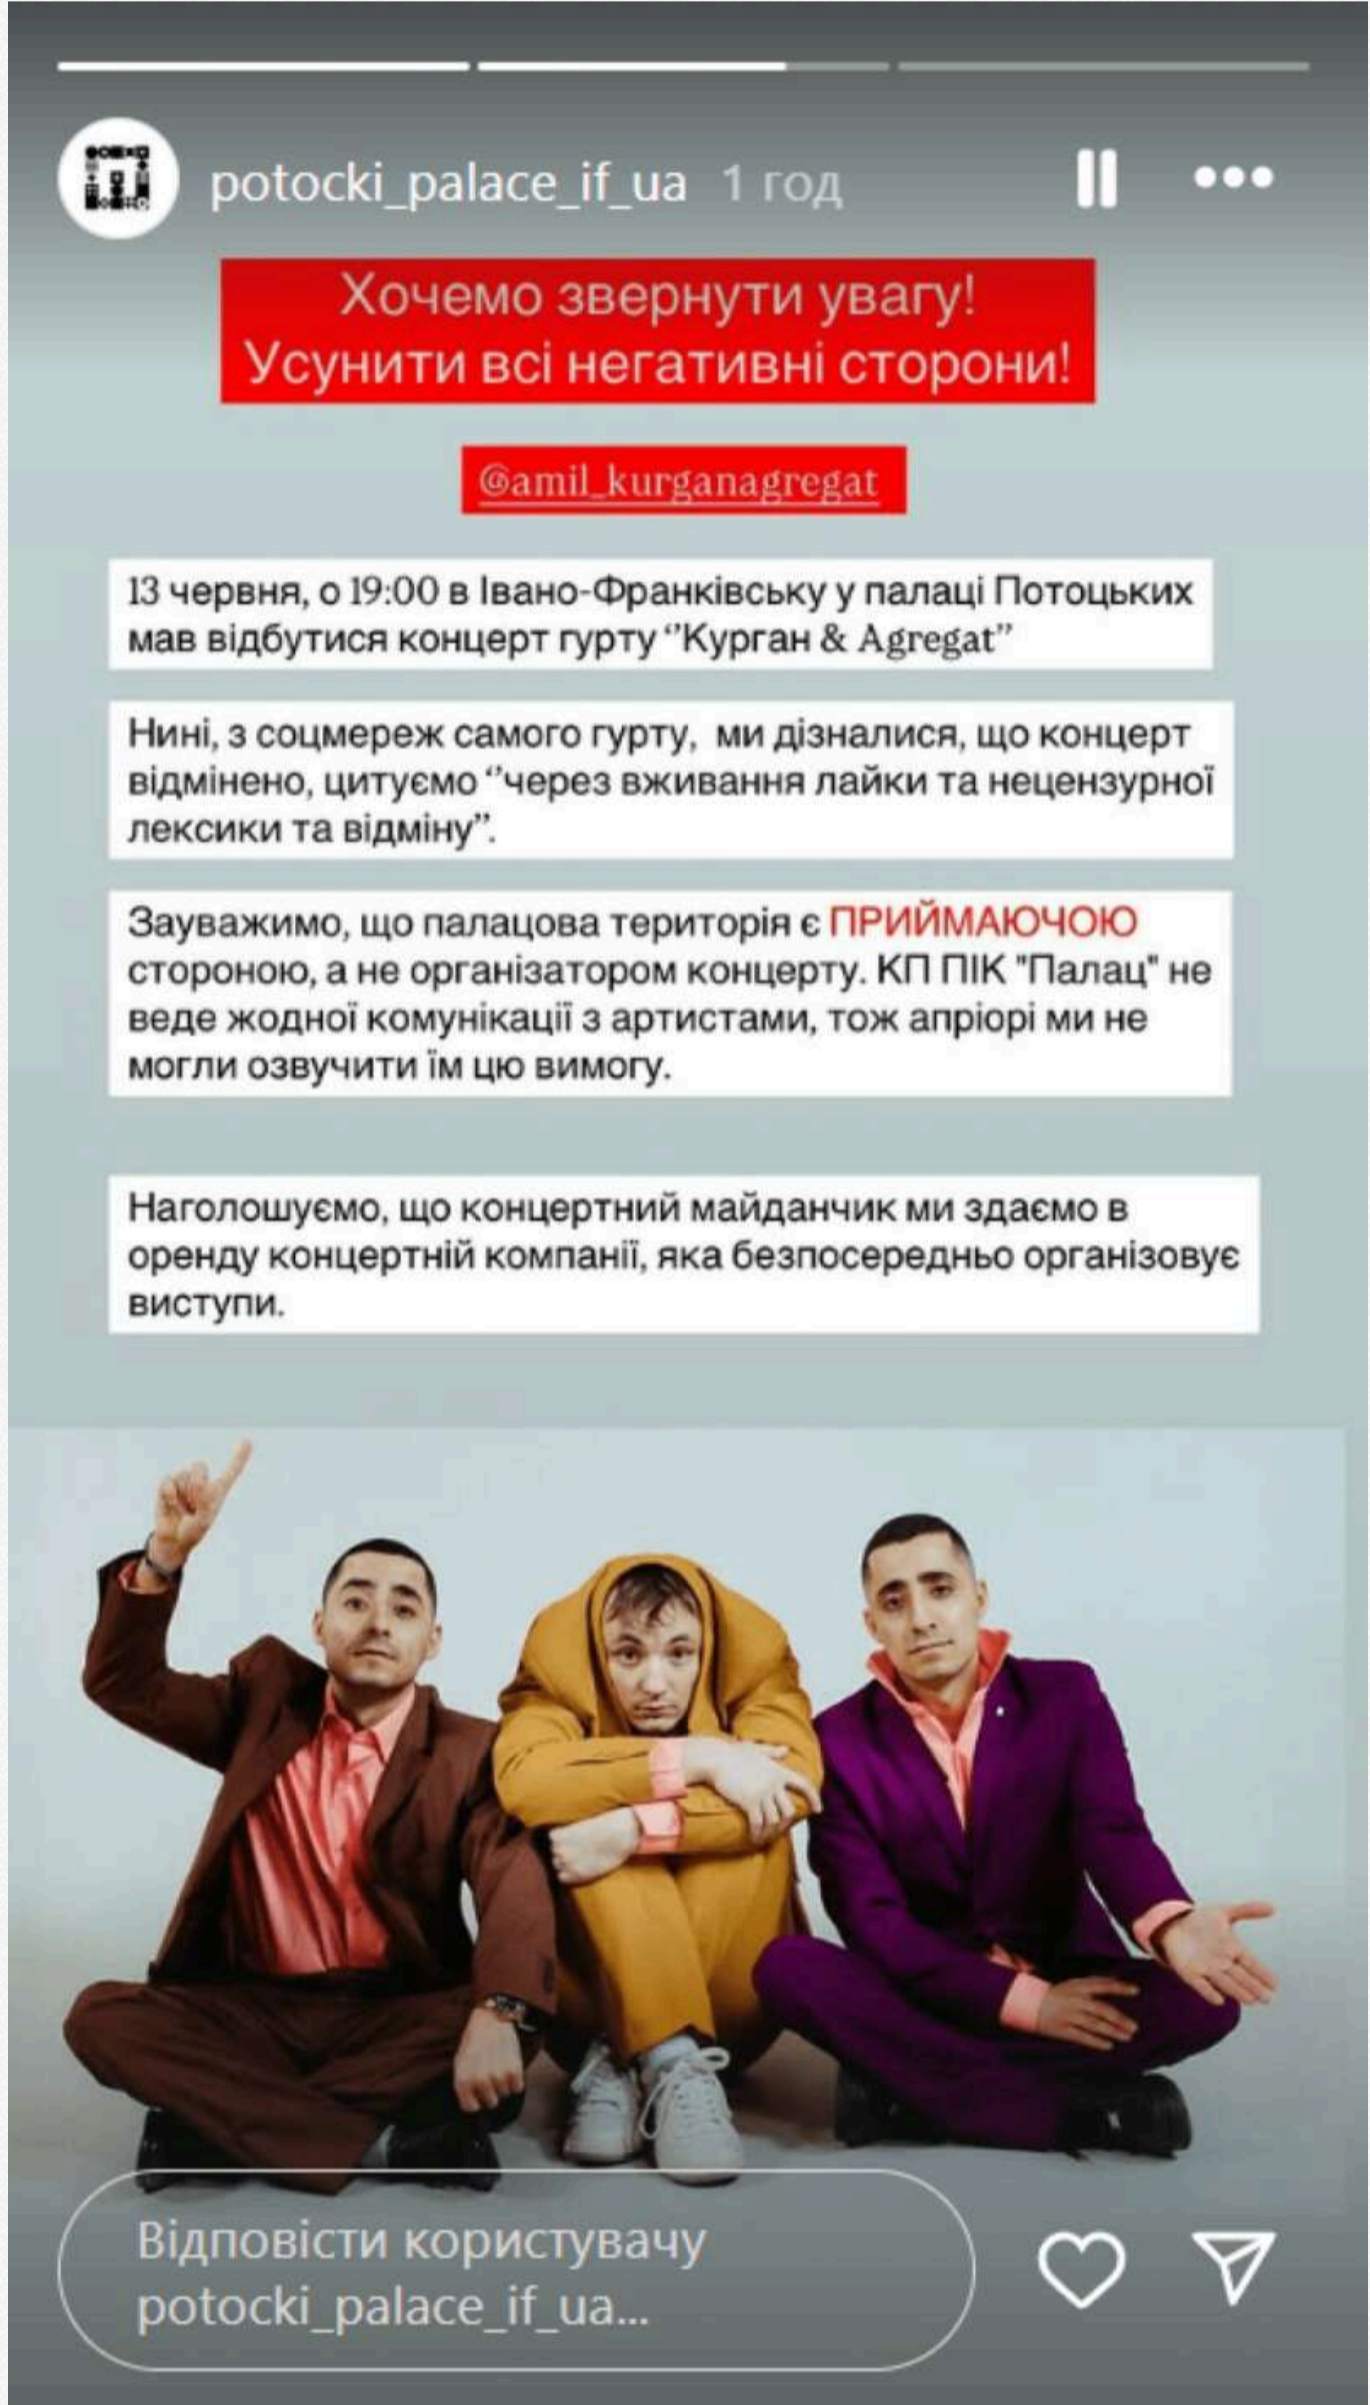 potocki_palace_if_ua 1 год
Хочемо звернути увагу!
Усунити всі негативні сторони!
@amil_kurganagregat
13 червня, о 19:00 в Івано-Франківську у палаці Потоцьких
мав відбутися концерт гурту “Курган & Agregat”
Нині, з соцмереж самого гурту, ми дізналися, що концерт
відмінено, цитуємо “через вживання лайки та нецензурної
лексики та відміну”.
Зауважимо, що палацова територія є ПРИЙМАЮЧОЮ
стороною, а не організатором концерту. КП ПІК "Палац" не
веде жодної комунікації з артистами, тож апріорі ми не
могли озвучити їм цю вимогу.
Наголошуємо, що концертний майданчик ми здаємо в
оренду концертній компанії, яка безпосередньо організовує
виступи.
Відповісти користувачу
potocki_palace_if_ua...